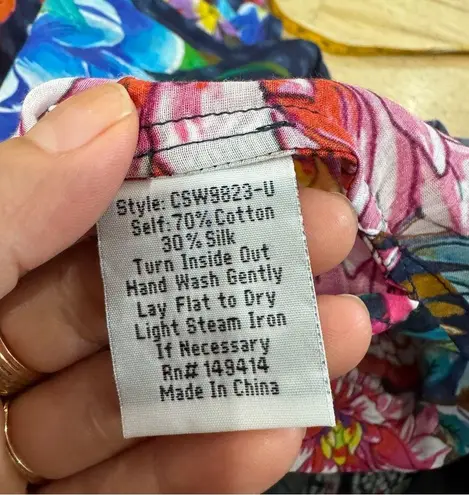 Style: CSW9823-U
Self: 70% Cotton
30% Silk
Turn Inside Out
Hand Wash Gently
Lay Flat to Dry
Light Steam Iron
If Necessary
Rn# 149414
Made In China